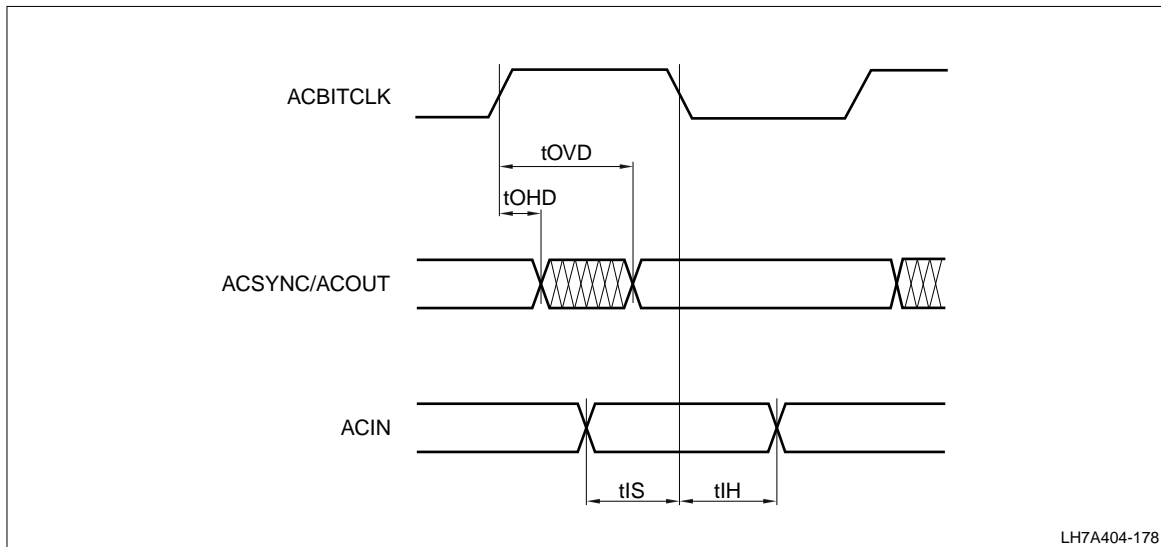 ACBITCLK
tOVD
tOHD
ACSYNC/ACOUT
ACIN
tIS tIH
LH7A404-178